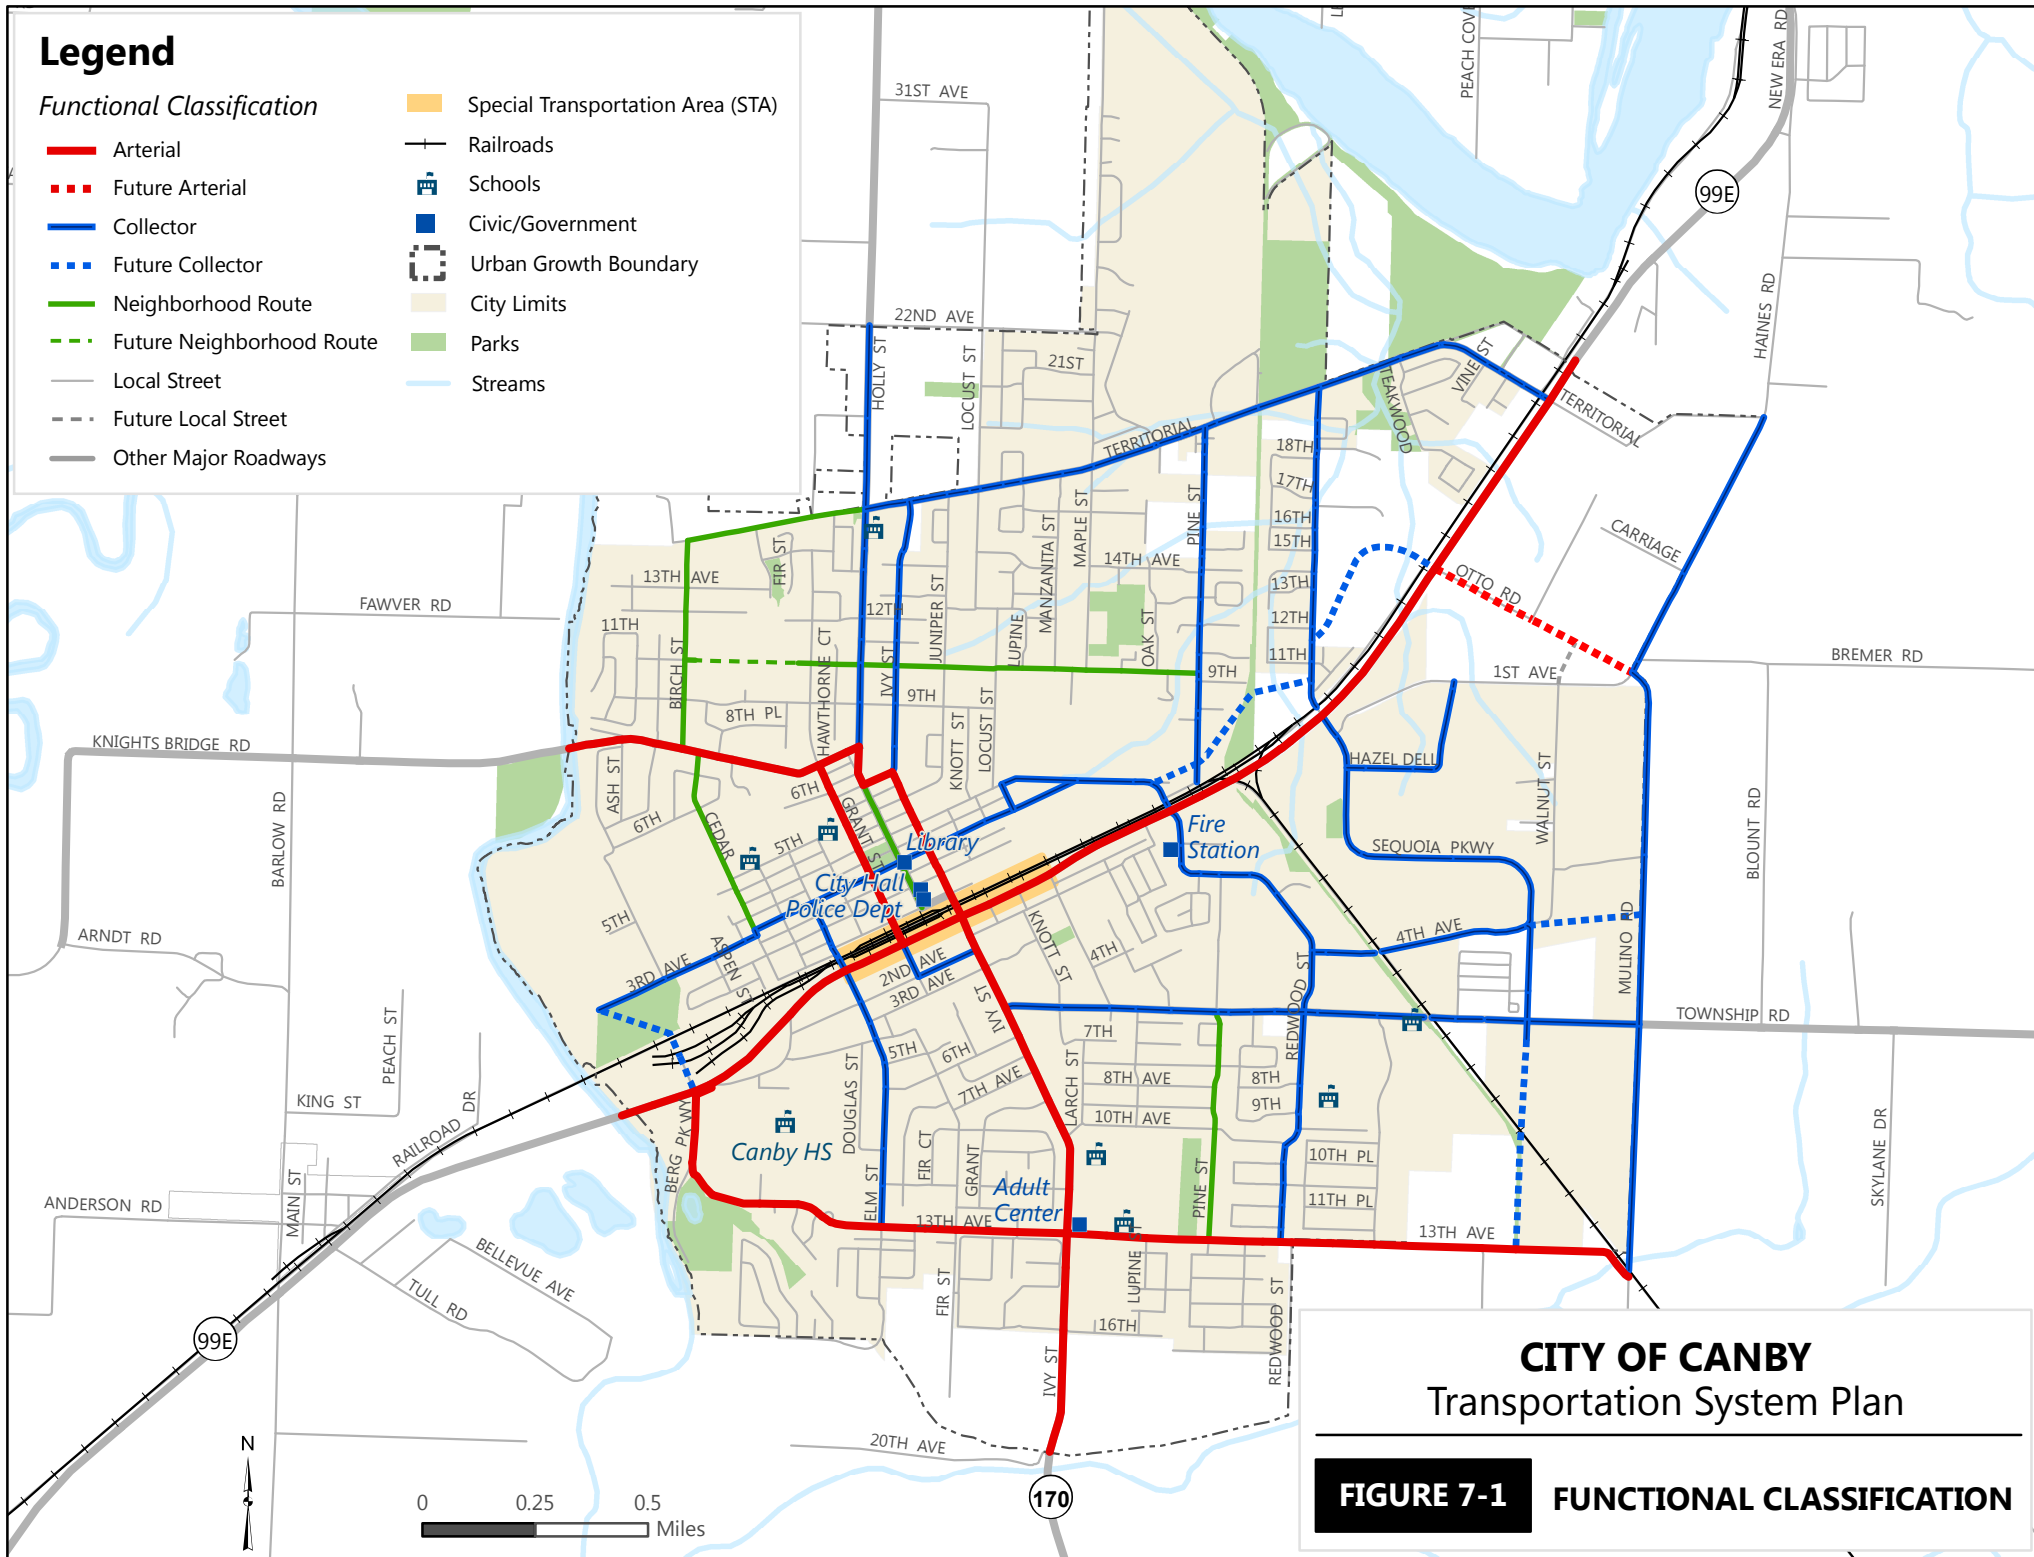 Legend
Functional Classification
Arterial
Future Arterial
Collector
Future Collector
Neighborhood Route
Future Neighborhood Route
Local Street
Future Local Street
Other Major Roadways
Special Transportation Area (STA)
Railroads
Schools
Civic/Government
Urban Growth Boundary
City Limits
Parks
Streams
31ST AVE
PEACH COVE
NEW ERA RD
99E
HAINES RD
22ND AVE
HOLLY ST
LOCUST ST
21ST
TEAKWOOD
VINE ST
TERRITORIAL
TERRITORIAL
18TH
17TH
16TH
15TH
13TH
12TH
11TH
PINE ST
MAPLE ST
MANZANITA ST
14TH AVE
OTTO RD
CARRIAGE
FIR ST
13TH AVE
FAWVER RD
11TH
12TH
JUNIPER ST
LUPINE
OAK ST
BIRCH ST
HAWTHORNE CT
IVY ST
9TH
9TH
1ST AVE
BREMER RD
8TH PL
KNOTT ST
LOCUST ST
KNIGHTS BRIDGE RD
ASH ST
6TH
6TH
GRANT ST
HAZEL DELL
WALNUT ST
BARLOW RD
CEDAR
5TH
Library
Fire
Station
SEQUOIA PKWY
BLOUNT RD
City Hall
Police Dept
5TH
ARNDT RD
ASPEN ST
3RD AVE
2ND AVE
3RD AVE
KNOTT ST
4TH
4TH AVE
MULINO RD
IVY ST
REDWOOD ST
TOWNSHIP RD
PEACH ST
KING ST
RAILROAD DR
DOUGLAS ST
5TH
6TH
7TH AVE
7TH
LARCH ST
8TH AVE
10TH AVE
8TH
9TH
BERG PKWY
Canby HS
FIR CT
GRANT
Adult
Center
PINE ST
10TH PL
11TH PL
SKYLANE DR
ANDERSON RD
MAIN ST
ELM ST
13TH AVE
13TH AVE
BELLEVUE AVE
TULL RD
FIR ST
LUPINE ST
16TH
REDWOOD ST
99E
IVY ST
20TH AVE
170
N
0 0.25 0.5
Miles
CITY OF CANBY
Transportation System Plan
FIGURE 7-1 FUNCTIONAL CLASSIFICATION